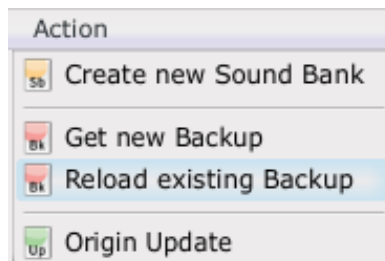 Action
Sb Create new Sound Bank
Bk Get new Backup
Bk Reload existing Backup
Up Origin Update